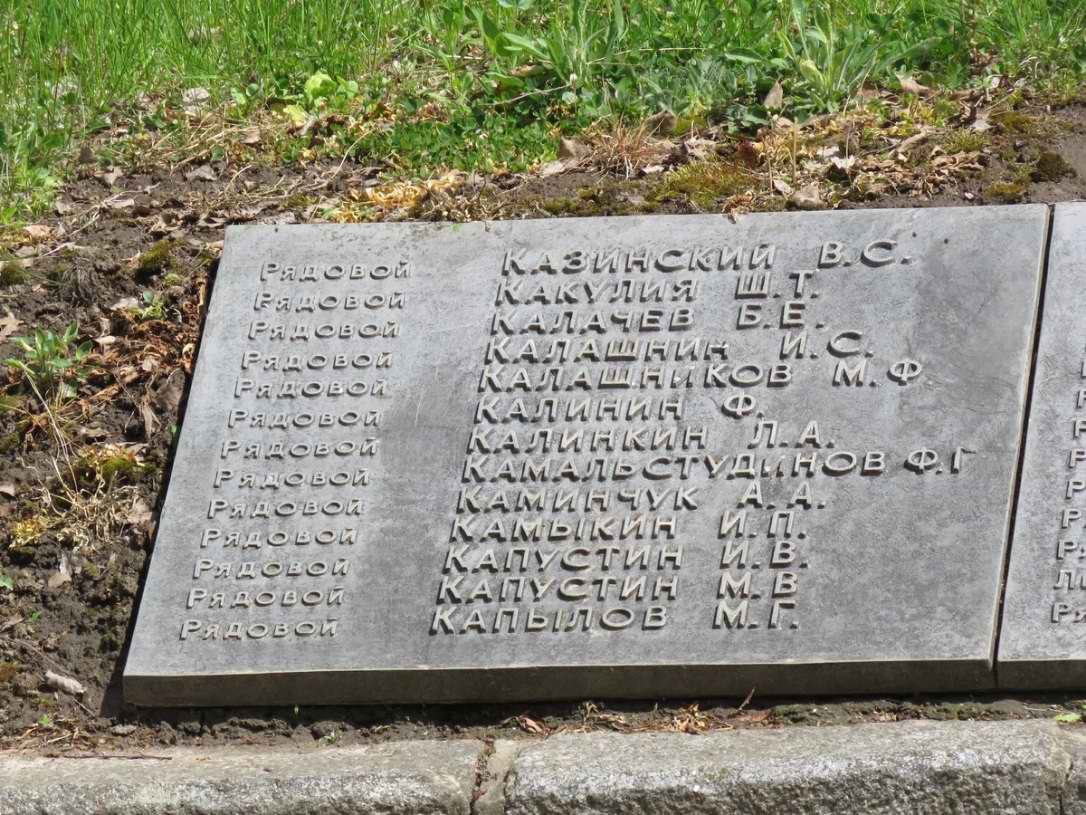 РЯДОВОЙ КАЗИНСКИЙ В.С.
РЯДОВОЙ КАКУЛИЯ Ш.Т.
РЯДОВОЙ КАЛАЧЕВ Б.Е.
РЯДОВОЙ КАЛАШНИН И.С.
РЯДОВОЙ КАЛАШНИКОВ М.Ф
РЯДОВОЙ КАЛИНИН Ф.
РЯДОВОЙ КАЛИНКИН Л.А.
РЯДОВОЙ КАМАЛЬСТУДИНОВ Ф.Г
РЯДОВОЙ КАМИНЧУК А.А.
РЯДОВОЙ КАМЫКИН И.П.
РЯДОВОЙ КАПУСТИН И.В.
РЯДОВОЙ КАПУСТИН М.В
РЯДОВОЙ КАПЫЛОВ М.Г.